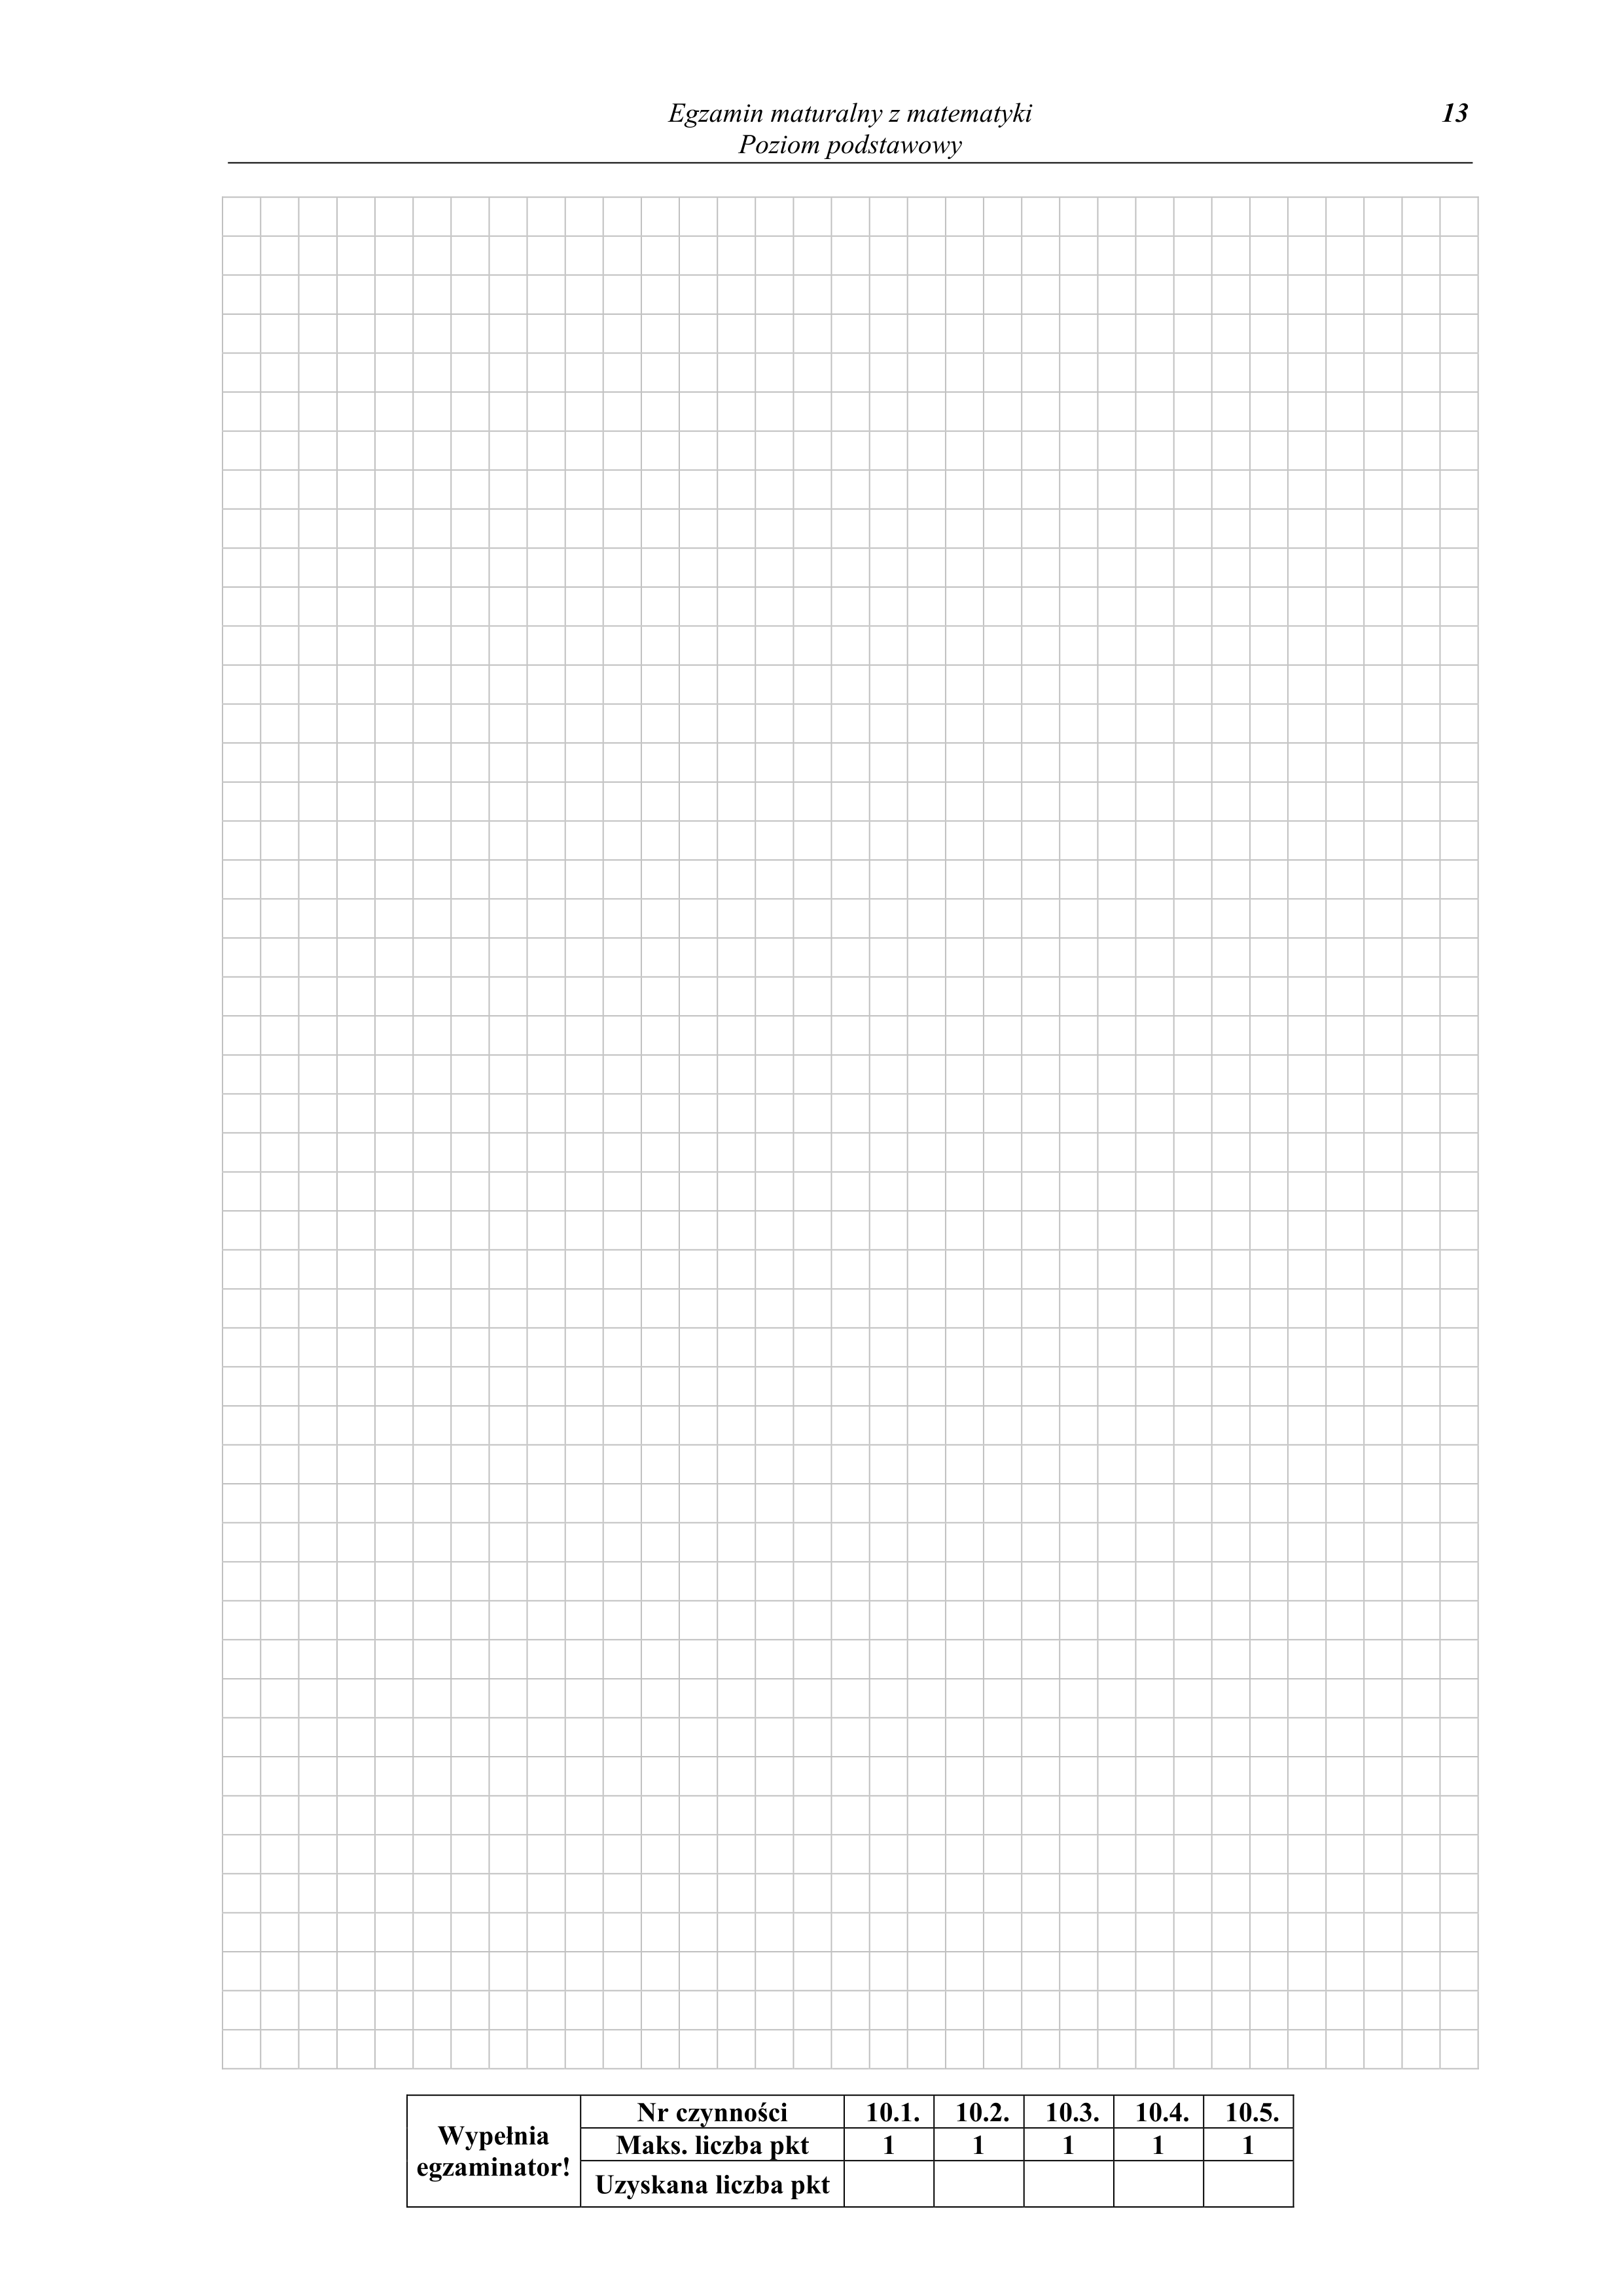 Egzamin maturalny z matematyki 13
Poziom podstawowy
Wypełnia egzaminator!
Nr czynności 10.1. 10.2. 10.3. 10.4. 10.5.
Maks. liczba pkt 1 1 1 1 1
Uzyskana liczba pkt